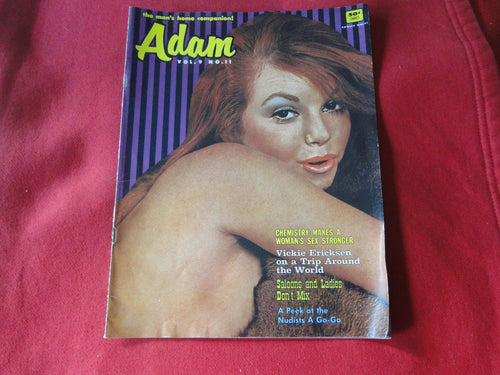 the man's home companion!
Adam
VOL. 9 NO. 11
50¢
CHEMISTRY MAKES A
WOMAN'S SEX STRONGER
Vickie Ericksen
on a Trip Around
the World
Saloons and Ladies
Don't Mix
A Peek at the
Nudists A Go-Go